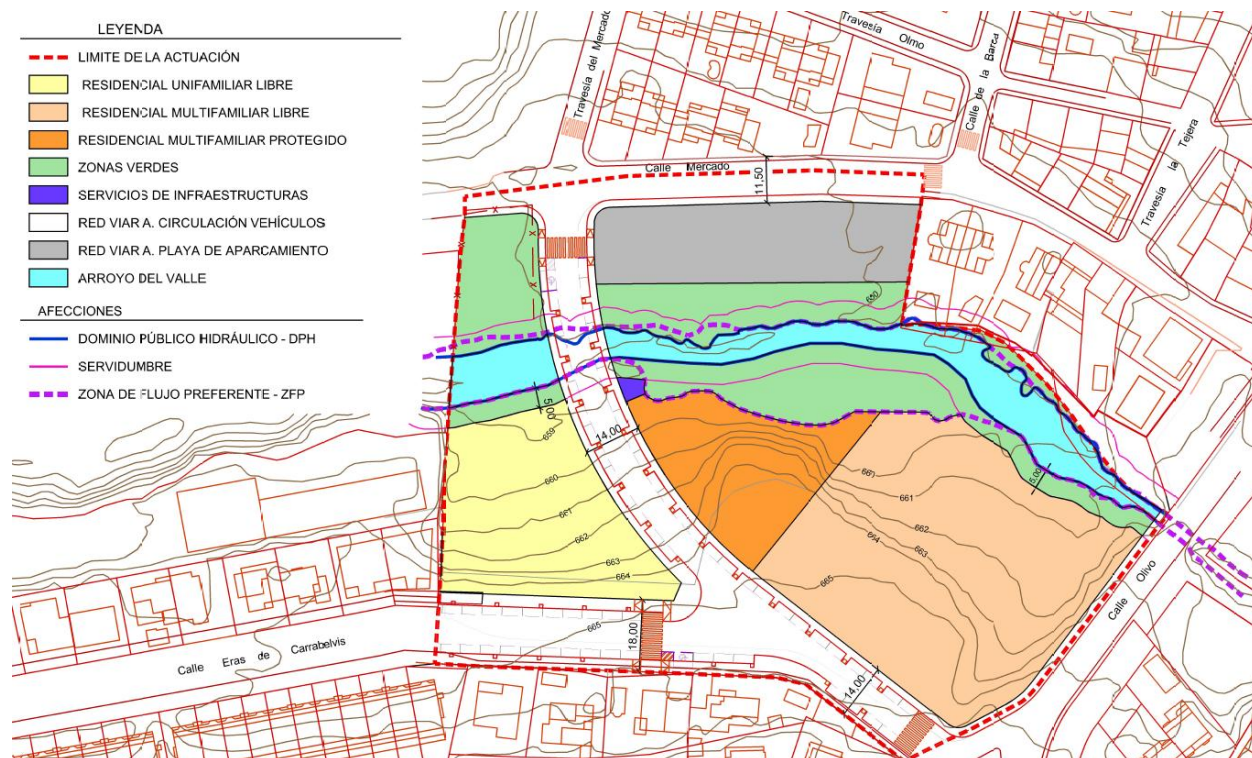 LEYENDA
LIMITE DE LA ACTUACIÓN
RESIDENCIAL UNIFAMILIAR LIBRE
RESIDENCIAL MULTIFAMILIAR LIBRE
RESIDENCIAL MULTIFAMILIAR PROTEGIDO
ZONAS VERDES
SERVICIOS DE INFRAESTRUCTURAS
RED VIAR A. CIRCULACIÓN VEHÍCULOS
RED VIAR A. PLAYA DE APARCAMIENTO
ARROYO DEL VALLE
AFECCIONES
DOMINIO PÚBLICO HIDRÁULICO - DPH
SERVIDUMBRE
ZONA DE FLUJO PREFERENTE - ZFP
Travesía Olmo
Travesía del Mercado
Calle de la Barca
Travesía la Tejera
Calle Mercado
11,50
X
X
X
X
660
5,00
659
14,00
660
661
662
663
664
660
661
662
663
664
665
5,00
665
18,00
14,00
Calle Olivo
Calle Eras de Carrabelvis